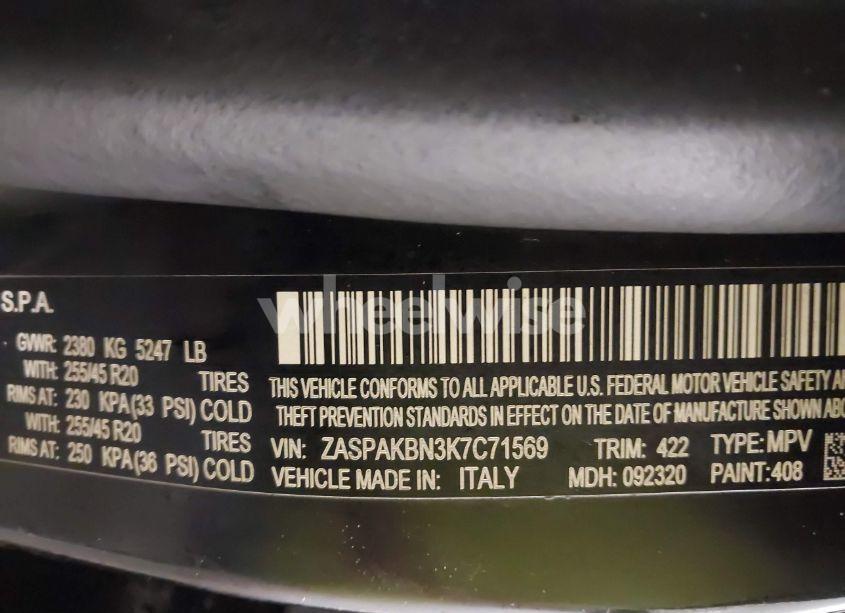 S.P.A.
GVWR: 2380 KG 5247 LB
WITH: 255/45 R20 TIRES
RIMS AT: 230 KPA(33 PSI) COLD
WITH: 255/45 R20 TIRES
RIMS AT: 250 KPA(36 PSI) COLD
wheelwise
THIS VEHICLE CONFORMS TO ALL APPLICABLE U.S. FEDERAL MOTOR VEHICLE SAFETY A
THEFT PREVENTION STANDARDS IN EFFECT ON THE DATE OF MANUFACTURE SHOWN ABO
VIN: ZASPAKBN3K7C71569 TRIM: 422 TYPE:MPV
VEHICLE MADE IN: ITALY MDH: 092320 PAINT:408